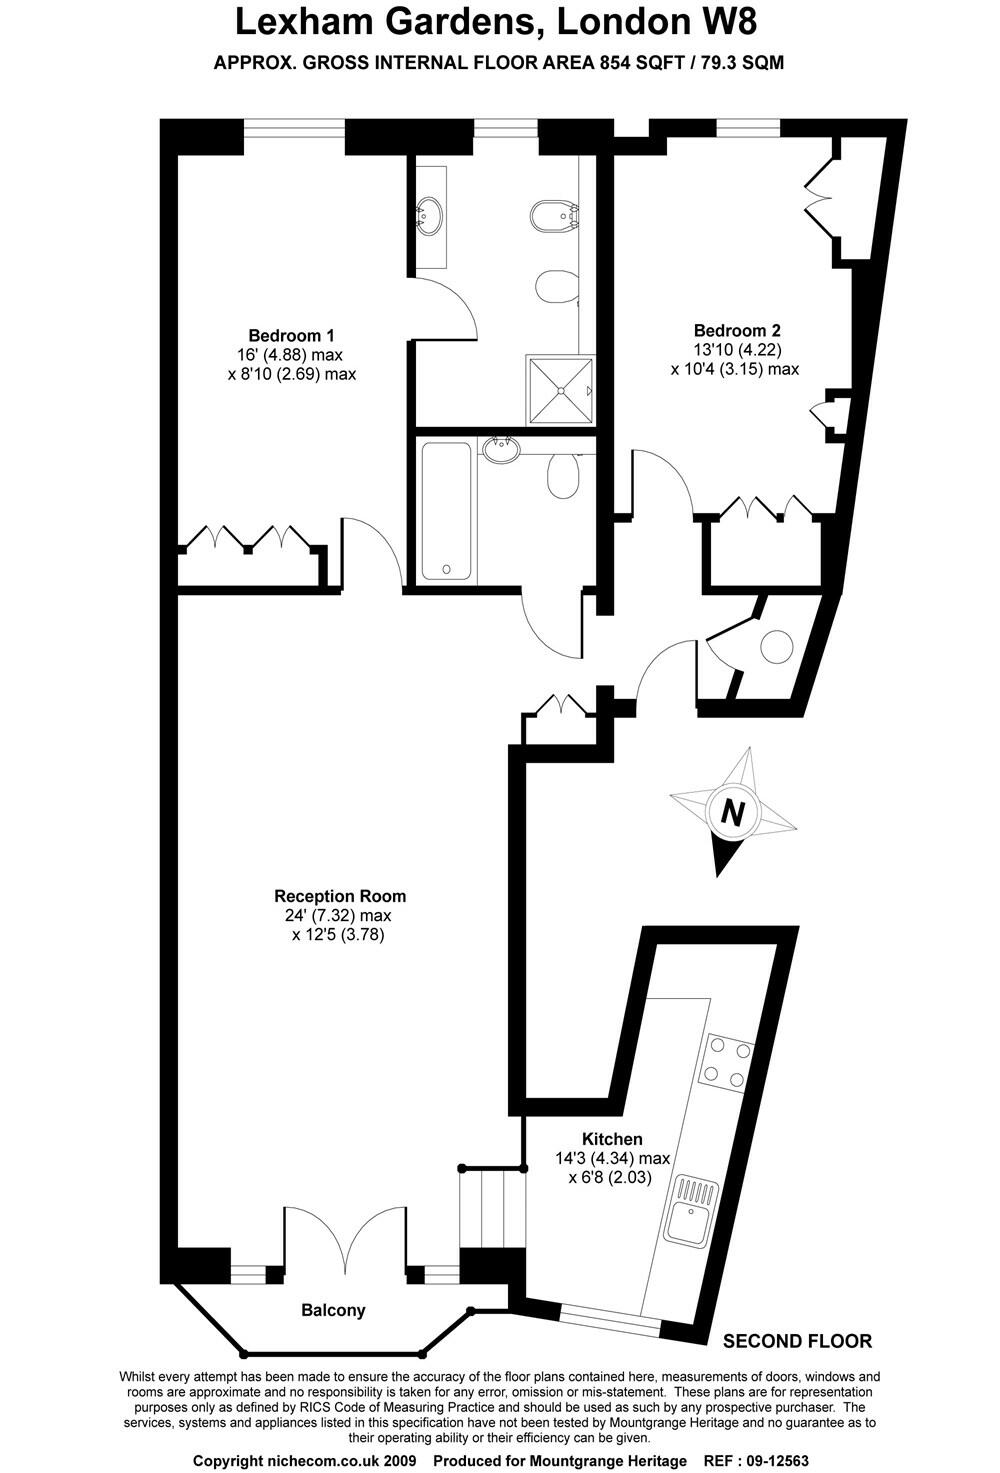 Lexham Gardens, London W8
APPROX. GROSS INTERNAL FLOOR AREA 854 SQFT / 79.3 SQM
Bedroom 1
16' (4.88) max
x 8'10 (2.69) max
Bedroom 2
13'10 (4.22)
x 10'4 (3.15) max
N
Reception Room
24' (7.32) max
x 12'5 (3.78)
Kitchen
14'3 (4.34) max
x 6'8 (2.03)
Balcony
SECOND FLOOR
Whilst every attempt has been made to ensure the accuracy of the floor plans contained here, measurements of doors, windows and
rooms are approximate and no responsibility is taken for any error, omission or mis-statement. These plans are for representation
purposes only as defined by RICS Code of Measuring Practice and should be used as such by any prospective purchaser. The
services, systems and appliances listed in this specification have not been tested by Mountgrange Heritage and no guarantee as to
their operating ability or their efficiency can be given.
Copyright nichecom.co.uk 2009 Produced for Mountgrange Heritage REF : 09-12563